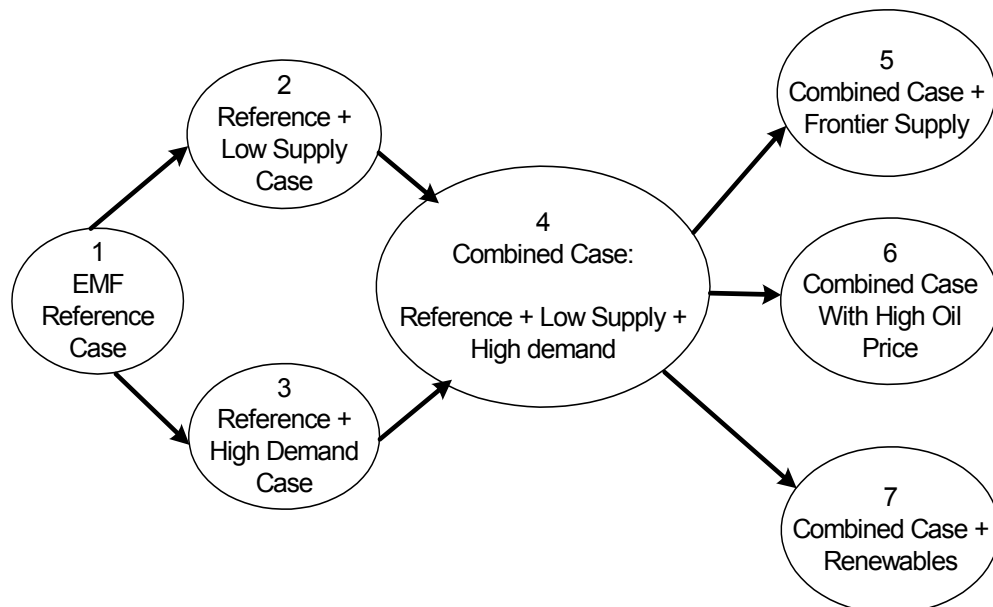 1
EMF
Reference
Case
2
Reference +
Low Supply
Case
3
Reference +
High Demand
Case
4
Combined Case:
Reference + Low Supply +
High demand
5
Combined Case +
Frontier Supply
6
Combined Case
With High Oil
Price
7
Combined Case +
Renewables